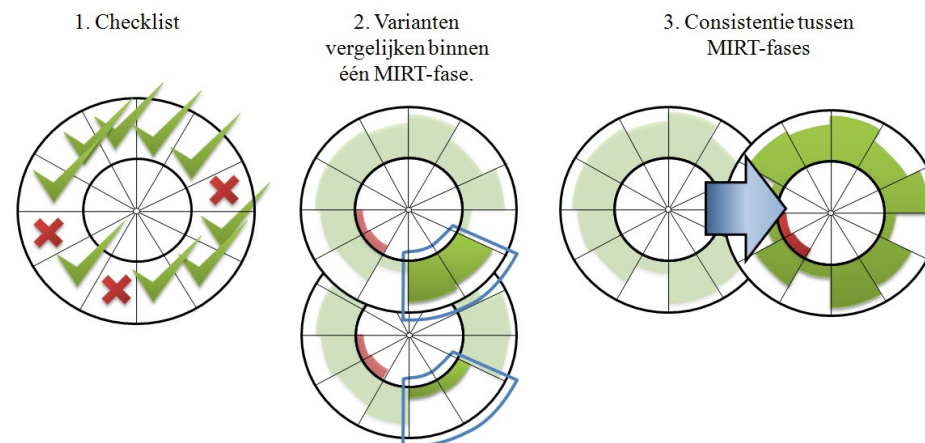 1. Checklist
2. Varianten
vergelijken binnen
één MIRT-fase.
3. Consistentie tussen
MIRT-fases